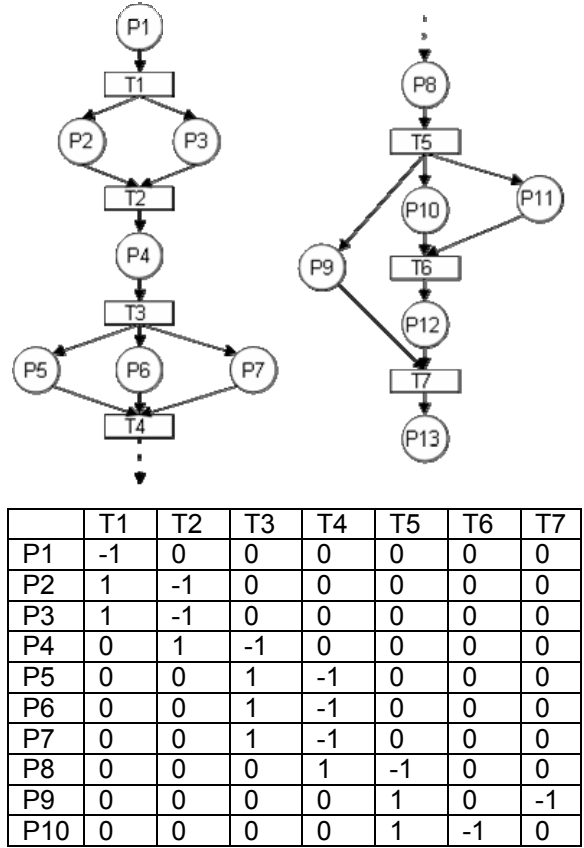 P1
T1
P2 P3
T2
P4
T3
P5 P6 P7
T4
P8
T5
P10 P11
P9
T6
P12
T7
P13
T1 T2 T3 T4 T5 T6 T7
P1 -1 0 0 0 0 0 0
P2 1 -1 0 0 0 0 0
P3 1 -1 0 0 0 0 0
P4 0 1 -1 0 0 0 0
P5 0 0 1 -1 0 0 0
P6 0 0 1 -1 0 0 0
P7 0 0 1 -1 0 0 0
P8 0 0 0 1 -1 0 0
P9 0 0 0 0 1 0 -1
P10 0 0 0 0 1 -1 0